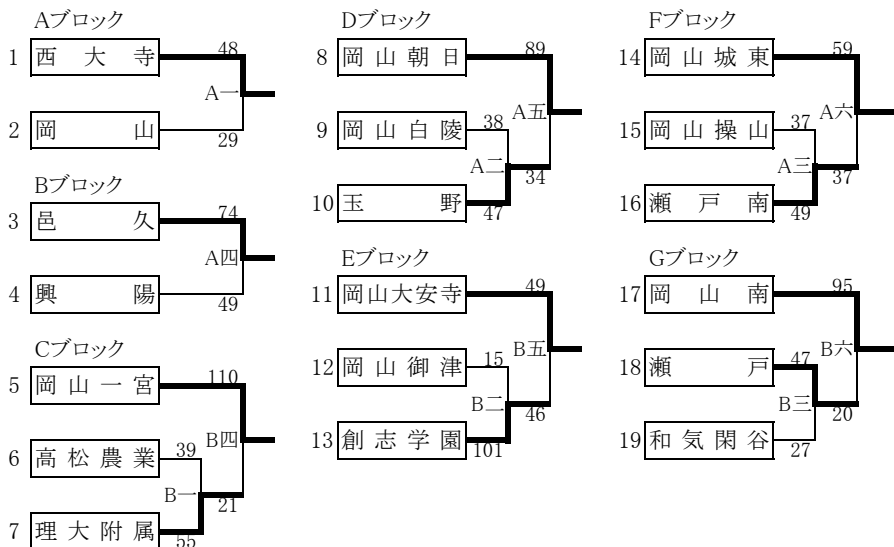 Aブロック
1 西大寺 48
A一
2 岡山 29
Bブロック
3 邑久 74
A四
4 興陽 49
Cブロック
5 岡山一宮 110
B四
6 高松農業 39
B一 21
7 理大附属 55
Dブロック
8 岡山朝日 89
A五
9 岡山白陵 38
A二 34
10 玉野 47
Eブロック
11 岡山大安寺 49
B五
12 岡山御津 15
B二 46
13 創志学園 101
Fブロック
14 岡山城東 59
A六
15 岡山操山 37
A三 37
16 瀬戸南 49
Gブロック
17 岡山南 95
B六
18 瀬戸 47
B三 20
19 和気閑谷 27